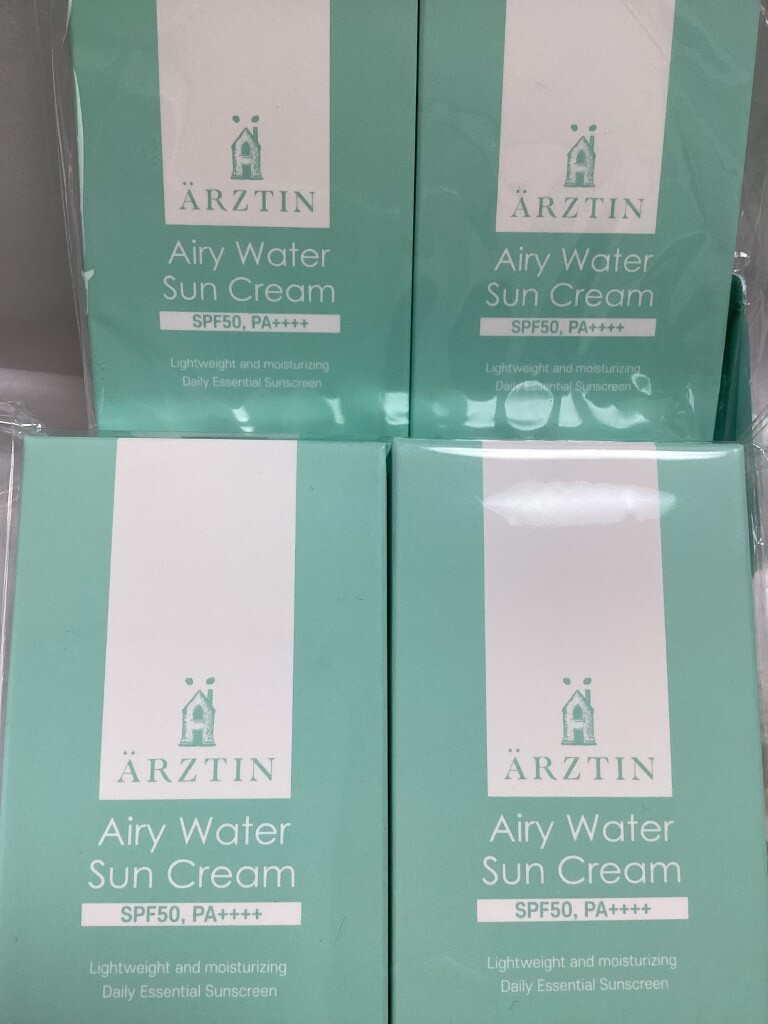 ÄRZTIN
Airy Water
Sun Cream
SPF50, PA++++
Lightweight and moisturizing
Daily Essential Sunscreen
ÄRZTIN
Airy Water
Sun Cream
SPF50, PA++++
Lightweight and moisturizing
Daily Essential Sunscreen
ÄRZTIN
Airy Water
Sun Cream
SPF50, PA++++
Lightweight and moisturizing
Daily Essential Sunscreen
ÄRZTIN
Airy Water
Sun Cream
SPF50, PA++++
Lightweight and moisturizing
Daily Essential Sunscreen